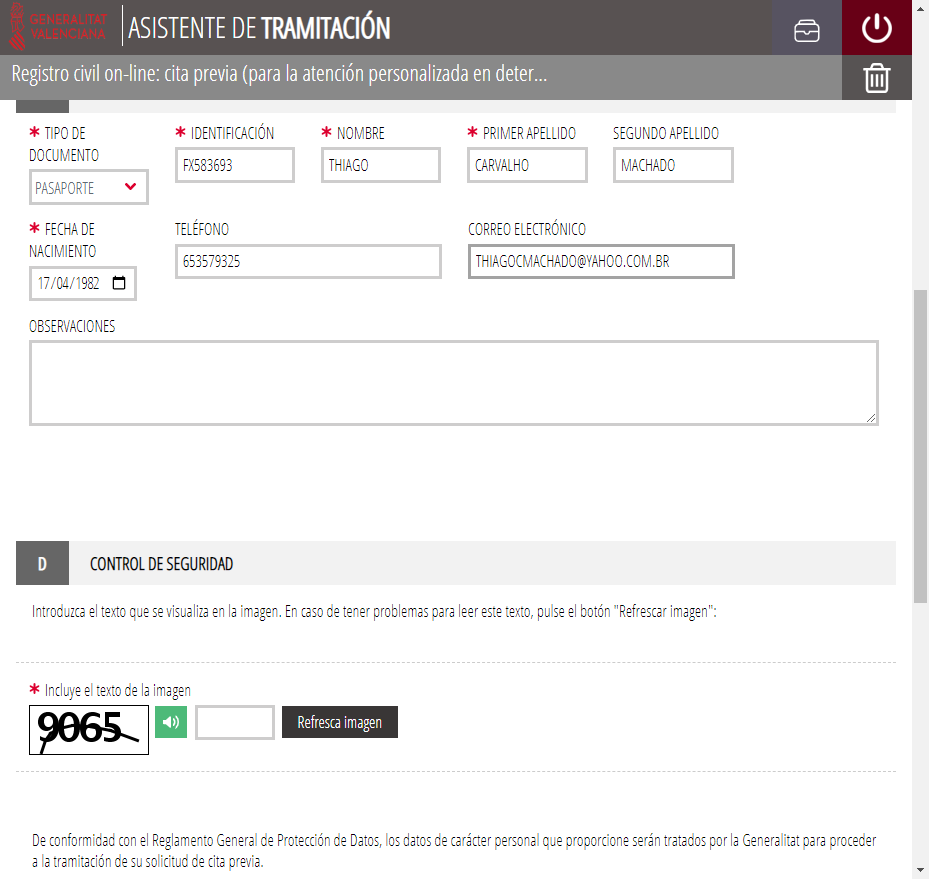 GENERALITAT
VALENCIANA
ASISTENTE DE TRAMITACIÓN
Registro civil on-line: cita previa (para la atención personalizada en deter...
* TIPO DE DOCUMENTO
* IDENTIFICACIÓN
* NOMBRE
* PRIMER APELLIDO
SEGUNDO APELLIDO
PASAPORTE
FX583693
THIAGO
CARVALHO
MACHADO
* FECHA DE NACIMIENTO
TELÉFONO
CORREO ELECTRÓNICO
17/04/1982
653579325
THIAGOCMACHADO@YAHOO.COM.BR
OBSERVACIONES
D CONTROL DE SEGURIDAD
Introduzca el texto que se visualiza en la imagen. En caso de tener problemas para leer este texto, pulse el botón "Refrescar imagen":
* Incluye el texto de la imagen
9065
Refresca imagen
De conformidad con el Reglamento General de Protección de Datos, los datos de carácter personal que proporcione serán tratados por la Generalitat para proceder
a la tramitación de su solicitud de cita previa.